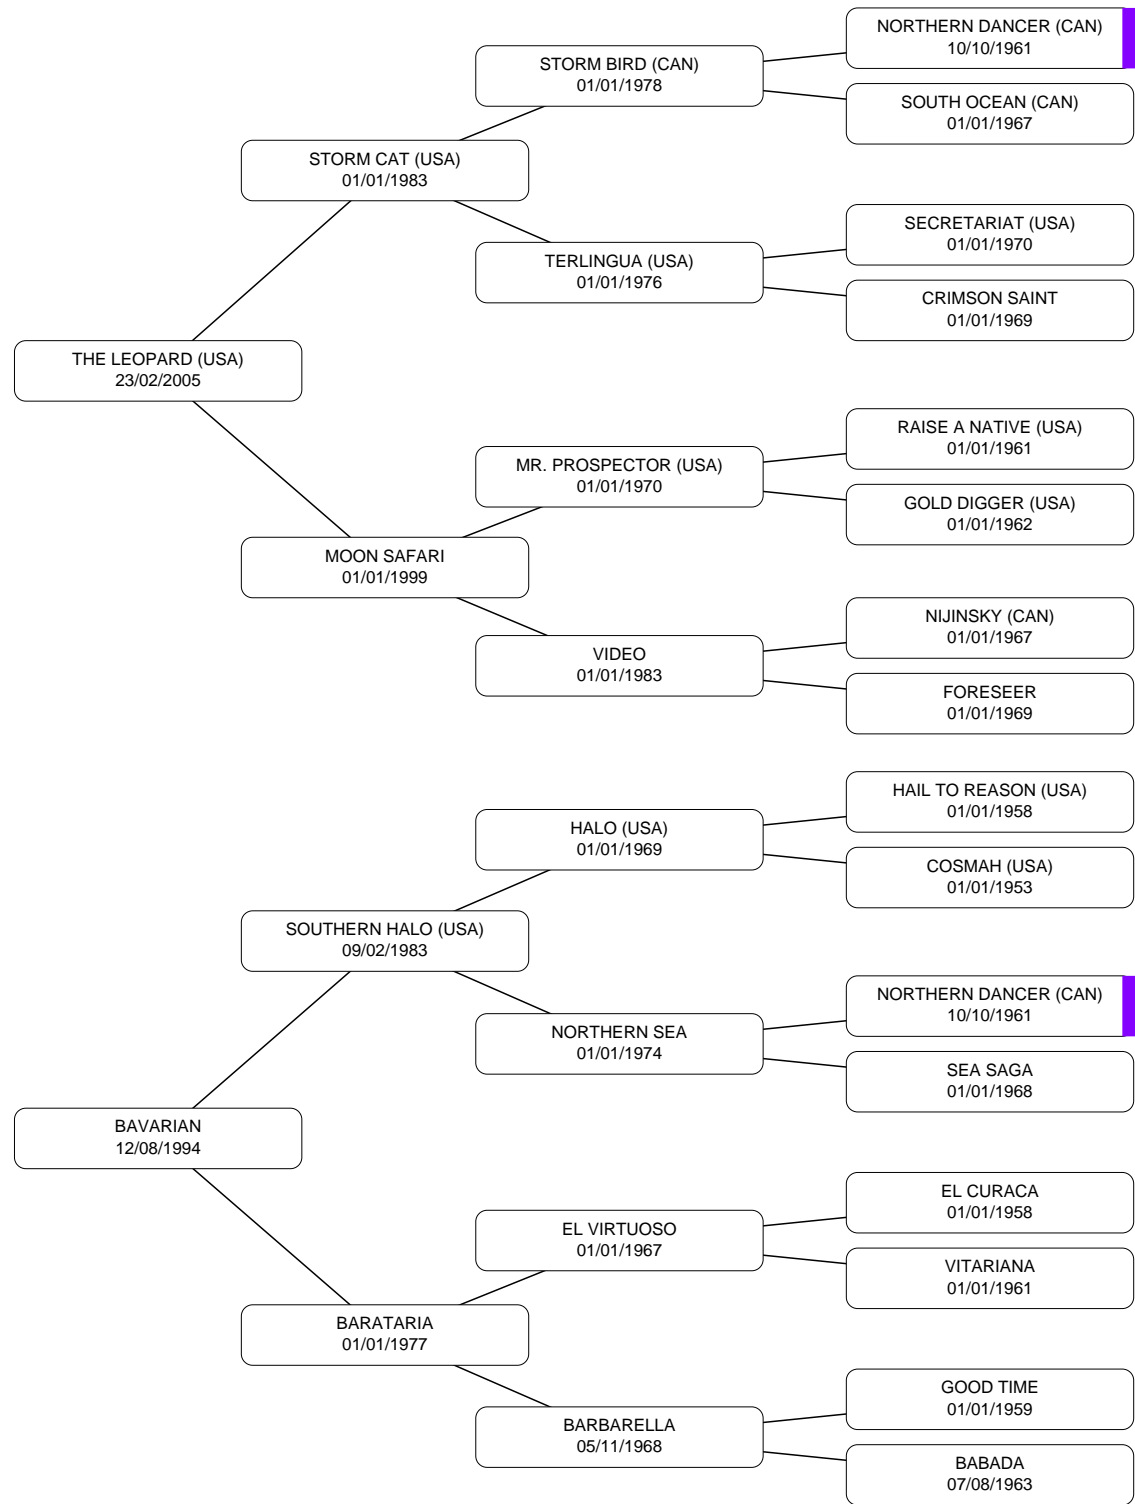 NORTHERN DANCER (CAN)
10/10/1961
STORM BIRD (CAN)
01/01/1978
SOUTH OCEAN (CAN)
01/01/1967
STORM CAT (USA)
01/01/1983
SECRETARIAT (USA)
01/01/1970
TERLINGUA (USA)
01/01/1976
CRIMSON SAINT
01/01/1969
THE LEOPARD (USA)
23/02/2005
RAISE A NATIVE (USA)
01/01/1961
MR. PROSPECTOR (USA)
01/01/1970
GOLD DIGGER (USA)
01/01/1962
MOON SAFARI
01/01/1999
NIJINSKY (CAN)
01/01/1967
VIDEO
01/01/1983
FORESEER
01/01/1969
HAIL TO REASON (USA)
01/01/1958
HALO (USA)
01/01/1969
COSMAH (USA)
01/01/1953
SOUTHERN HALO (USA)
09/02/1983
NORTHERN DANCER (CAN)
10/10/1961
NORTHERN SEA
01/01/1974
SEA SAGA
01/01/1968
BAVARIAN
12/08/1994
EL CURACA
01/01/1958
EL VIRTUOSO
01/01/1967
VITARIANA
01/01/1961
BARATARIA
01/01/1977
GOOD TIME
01/01/1959
BARBARELLA
05/11/1968
BABADA
07/08/1963